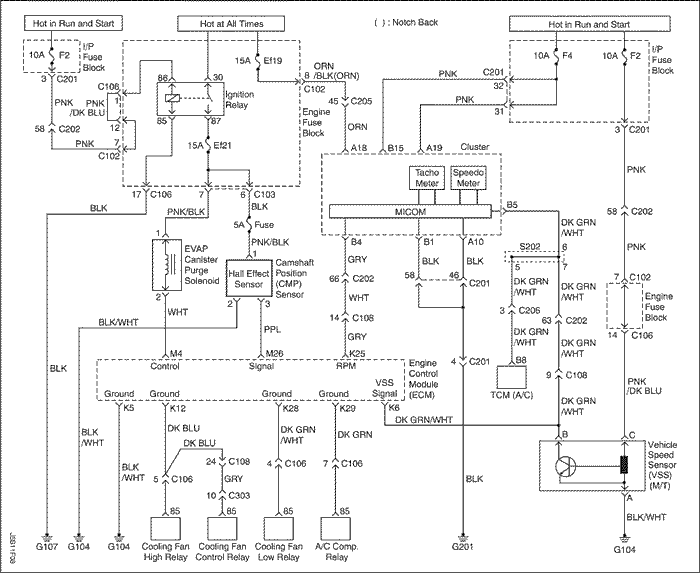 Hot in Run and Start
Hot at All Times
( ) : Notch Back
Hot in Run and Start
10A F2
I/P
Fuse
Block
3 C201
PNK
58 C202
PNK
C106
1
PNK
/DK BLU
12
7
C102
86
30
Ignition
Relay
85
87
15A Ef19
15A Ef21
Engine
Fuse
Block
ORN
8 /BLK(ORN)
C102
45 C205
ORN
PNK
PNK
C201
32
31
10A F4
10A F2
I/P
Fuse
Block
3 C201
PNK
58 C202
PNK
7 C102
Engine
Fuse
Block
14 C106
PNK
/DK BLU
A18
B15
A19
Cluster
Tacho
Meter
Speedo
Meter
MICOM
B5
B4
B1
A10
17 C106
7
6 C103
BLK
PNK/BLK
BLK
5A Fuse
PNK/BLK
1
EVAP
Canister
Purge
Solenoid
2
WHT
1
Hall Effect
Sensor
Camshaft
Position
(CMP)
Sensor
2
3
BLK/WHT
PPL
GRY
66 C202
WHT
14 C108
GRY
BLK
BLK
58
46
C201
DK GRN
/WHT
S202
6
5
7
DK GRN
/WHT
DK GRN
/WHT
3 C206
63 C202
DK GRN
/WHT
DK GRN
/WHT
B8
TCM (A/C)
9 C108
DK GRN
/WHT
M4
M26
K25
Control
Signal
RPM
Engine
Control
Module
(ECM)
VSS
Signal
Ground
Ground
Ground
Ground
K5
K12
K28
K29
K6
DK GRN/WHT
4 C201
BLK
BLK
BLK
/WHT
BLK
/WHT
DK BLU
DK BLU
24 C108
GRY
5 C106
10 C303
DK GRN
/WHT
4 C106
DK GRN
7 C106
B
C
Vehicle
Speed
Sensor
(VSS)
(M/T)
A
BLK/WHT
85
85
85
85
G107
G104
G104
Cooling Fan
High Relay
Cooling Fan
Control Relay
Cooling Fan
Low Relay
A/C Comp.
Relay
G201
G104